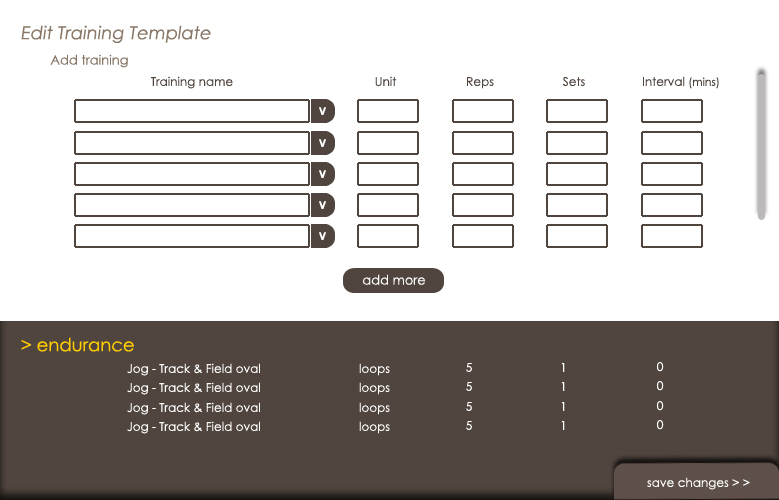 Edit Training Template
Add training
Training name Unit Reps Sets Interval (mins)
v
v
v
v
v
add more
> endurance
Jog - Track & Field oval loops 5 1 0
Jog - Track & Field oval loops 5 1 0
Jog - Track & Field oval loops 5 1 0
Jog - Track & Field oval loops 5 1 0
save changes > >